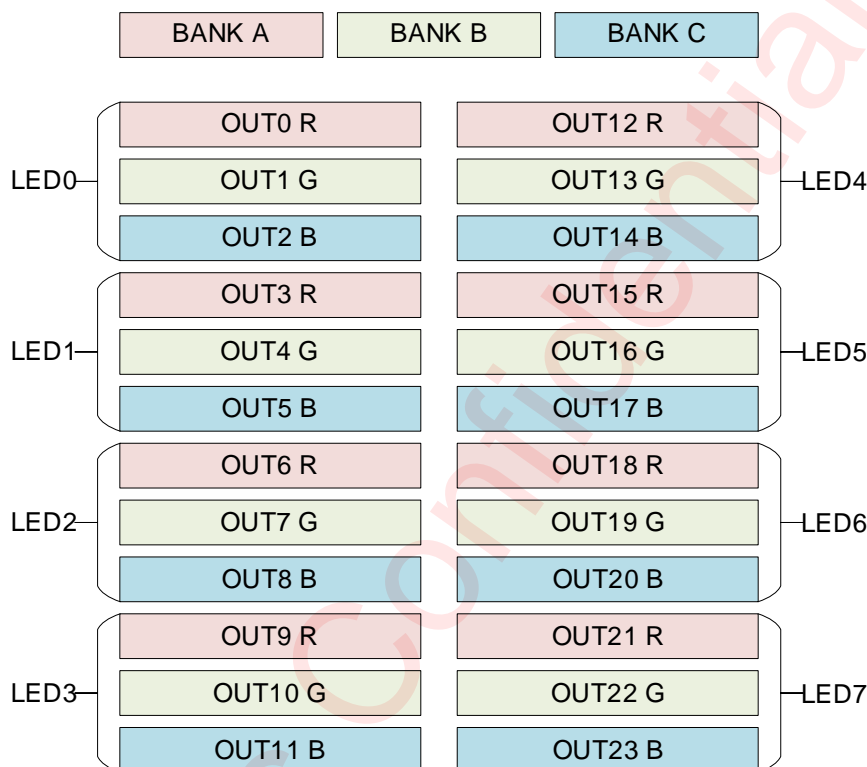 BANK A BANK B BANK C
OUT0 R OUT12 R
LED0 OUT1 G OUT13 G LED4
OUT2 B OUT14 B
OUT3 R OUT15 R
LED1 OUT4 G OUT16 G LED5
OUT5 B OUT17 B
OUT6 R OUT18 R
LED2 OUT7 G OUT19 G LED6
OUT8 B OUT20 B
OUT9 R OUT21 R
LED3 OUT10 G OUT22 G LED7
OUT11 B OUT23 B
Confidential